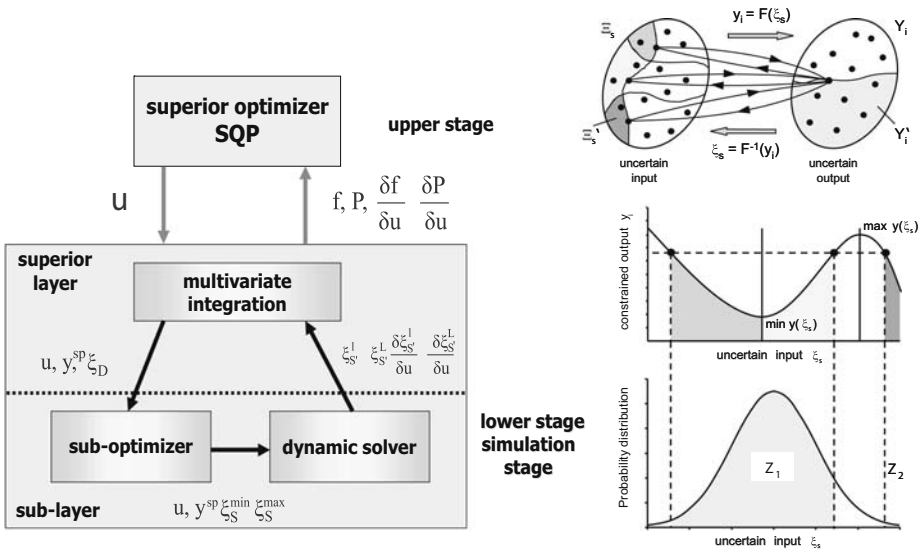 superior optimizer
SQP
upper stage
u
f, P, δf/δu δP/δu
superior
layer
multivariate
integration
u, y,ˢᵖ ξ_D
ξ_S'^l ξ_S'^L δξ_S'^l/δu δξ_S'^L/δu
sub-optimizer
dynamic solver
lower stage
simulation
stage
u, yˢᵖ ξ_S^min ξ_S^max
sub-layer
y_i = F(ξ_s)
Ξ_s
Y_i
Ξ_s'
Y_i'
ξ_s = F⁻¹(y_i)
uncertain
input
uncertain
output
constrained output y_i
max y(ξ_s)
min y(ξ_s)
uncertain input ξ_s
Probability distribution
Z_1
Z_2
uncertain input ξ_s